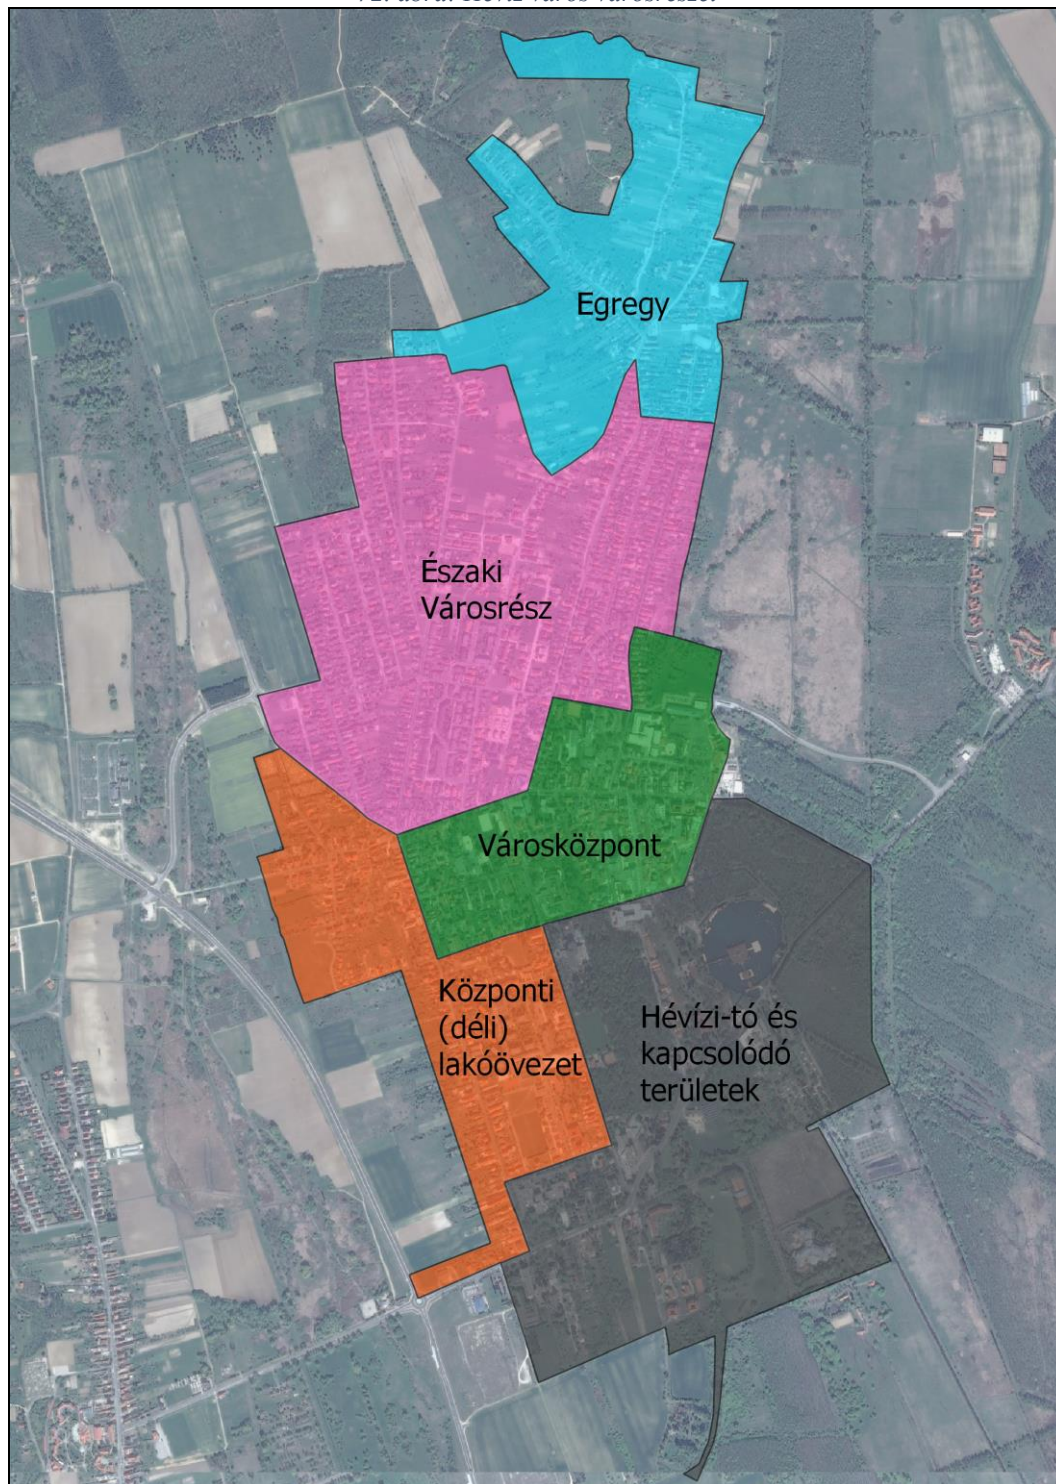 Egregy
Északi
Városrész
Városközpont
Központi
(déli)
lakóövezet
Hévízi-tó és
kapcsolódó
területek